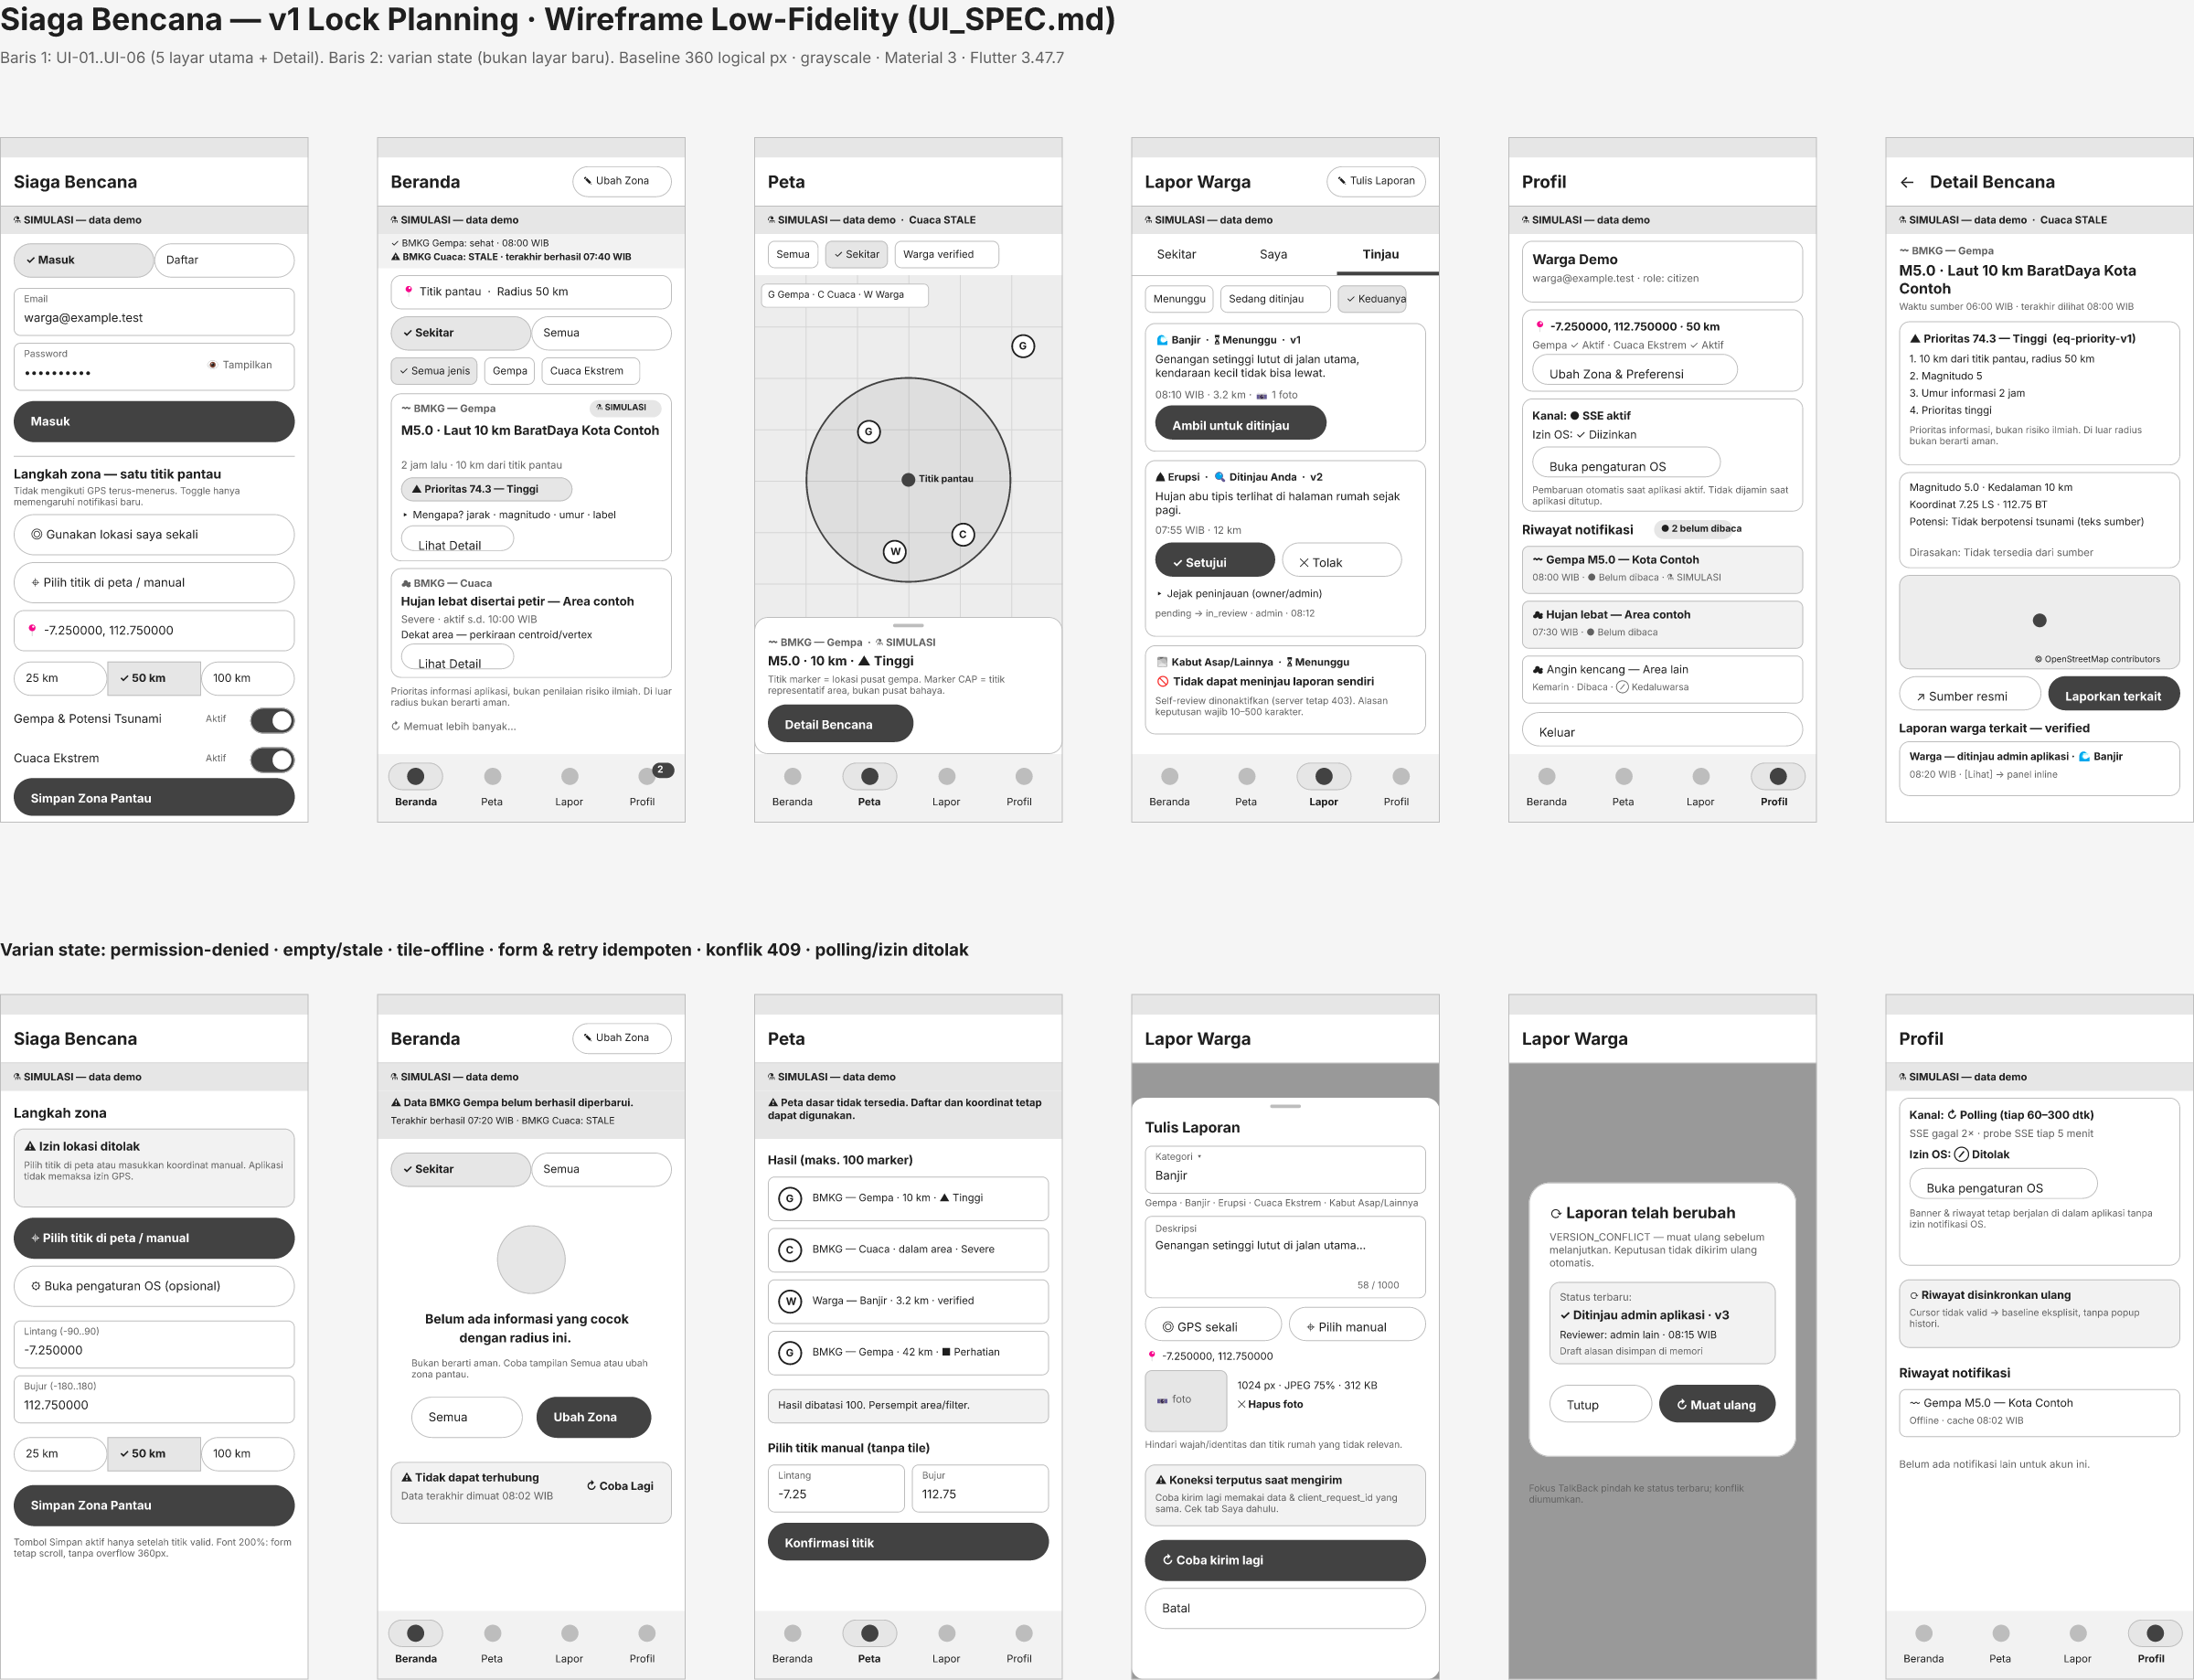 Siaga Bencana — v1 Lock Planning · Wireframe Low-Fidelity (UI_SPEC.md)
Baris 1: UI-01..UI-06 (5 layar utama + Detail). Baris 2: varian state (bukan layar baru). Baseline 360 logical px · grayscale · Material 3 · Flutter 3.47.7
Siaga Bencana
⚗ SIMULASI — data demo
✓ Masuk
Daftar
Email
warga@example.test
Password
••••••••••
Tampilkan
Masuk
Langkah zona — satu titik pantau
Tidak mengikuti GPS terus-menerus. Toggle hanya
memengaruhi notifikasi baru.
◎ Gunakan lokasi saya sekali
⌖ Pilih titik di peta / manual
📍 -7.250000, 112.750000
25 km
✓ 50 km
100 km
Gempa & Potensi Tsunami
Aktif
Cuaca Ekstrem
Aktif
Simpan Zona Pantau
Beranda
✎ Ubah Zona
⚗ SIMULASI — data demo
✓ BMKG Gempa: sehat · 08:00 WIB
⚠ BMKG Cuaca: STALE · terakhir berhasil 07:40 WIB
📍 Titik pantau · Radius 50 km
✓ Sekitar
Semua
✓ Semua jenis
Gempa
Cuaca Ekstrem
〰 BMKG — Gempa
⚗ SIMULASI
M5.0 · Laut 10 km BaratDaya Kota Contoh
2 jam lalu · 10 km dari titik pantau
▲ Prioritas 74.3 — Tinggi
‣ Mengapa? jarak · magnitudo · umur · label
Lihat Detail
☁ BMKG — Cuaca
Hujan lebat disertai petir — Area contoh
Severe · aktif s.d. 10:00 WIB
Dekat area — perkiraan centroid/vertex
Lihat Detail
Prioritas informasi aplikasi, bukan penilaian risiko ilmiah. Di luar
radius bukan berarti aman.
↻ Memuat lebih banyak...
2
Beranda
Peta
Lapor
Profil
Peta
⚗ SIMULASI — data demo · Cuaca STALE
Semua
✓ Sekitar
Warga verified
G Gempa · C Cuaca · W Warga
G
G
Titik pantau
C
W
〰 BMKG — Gempa · ⚗ SIMULASI
M5.0 · 10 km · ▲ Tinggi
Titik marker = lokasi pusat gempa. Marker CAP = titik
representatif area, bukan pusat bahaya.
Detail Bencana
Beranda
Peta
Lapor
Profil
Lapor Warga
✎ Tulis Laporan
⚗ SIMULASI — data demo
Sekitar
Saya
Tinjau
Menunggu
Sedang ditinjau
✓ Keduanya
🌊 Banjir · ⏳ Menunggu · v1
Genangan setinggi lutut di jalan utama,
kendaraan kecil tidak bisa lewat.
08:10 WIB · 3.2 km · 📷 1 foto
Ambil untuk ditinjau
▲ Erupsi · 🔍 Ditinjau Anda · v2
Hujan abu tipis terlihat di halaman rumah sejak
pagi.
07:55 WIB · 12 km
✓ Setujui
✕ Tolak
‣ Jejak peninjauan (owner/admin)
pending → in_review · admin · 08:12
🌫 Kabut Asap/Lainnya · ⏳ Menunggu
🚫 Tidak dapat meninjau laporan sendiri
Self-review dinonaktifkan (server tetap 403). Alasan
keputusan wajib 10–500 karakter.
Beranda
Peta
Lapor
Profil
Profil
⚗ SIMULASI — data demo
Warga Demo
warga@example.test · role: citizen
📍 -7.250000, 112.750000 · 50 km
Gempa ✓ Aktif · Cuaca Ekstrem ✓ Aktif
Ubah Zona & Preferensi
Kanal: ● SSE aktif
Izin OS: ✓ Diizinkan
Buka pengaturan OS
Pembaruan otomatis saat aplikasi aktif. Tidak dijamin saat
aplikasi ditutup.
Riwayat notifikasi
● 2 belum dibaca
〰 Gempa M5.0 — Kota Contoh
08:00 WIB · ● Belum dibaca · ⚗ SIMULASI
☁ Hujan lebat — Area contoh
07:30 WIB · ● Belum dibaca
☁ Angin kencang — Area lain
Kemarin · Dibaca · ⊘ Kedaluwarsa
Keluar
Beranda
Peta
Lapor
Profil
← Detail Bencana
⚗ SIMULASI — data demo · Cuaca STALE
〰 BMKG — Gempa
M5.0 · Laut 10 km BaratDaya Kota
Contoh
Waktu sumber 06:00 WIB · terakhir dilihat 08:00 WIB
▲ Prioritas 74.3 — Tinggi (eq-priority-v1)
1. 10 km dari titik pantau, radius 50 km
2. Magnitudo 5
3. Umur informasi 2 jam
4. Prioritas tinggi
Prioritas informasi, bukan risiko ilmiah. Di luar radius
bukan berarti aman.
Magnitudo 5.0 · Kedalaman 10 km
Koordinat 7.25 LS · 112.75 BT
Potensi: Tidak berpotensi tsunami (teks sumber)
Dirasakan: Tidak tersedia dari sumber
© OpenStreetMap contributors
↗ Sumber resmi
Laporkan terkait
Laporan warga terkait — verified
Warga — ditinjau admin aplikasi · 🌊 Banjir
08:20 WIB · [Lihat] → panel inline
Varian state: permission-denied · empty/stale · tile-offline · form & retry idempoten · konflik 409 · polling/izin ditolak
Siaga Bencana
⚗ SIMULASI — data demo
Langkah zona
⚠ Izin lokasi ditolak
Pilih titik di peta atau masukkan koordinat manual. Aplikasi
tidak memaksa izin GPS.
⌖ Pilih titik di peta / manual
⚙ Buka pengaturan OS (opsional)
Lintang (-90..90)
-7.250000
Bujur (-180..180)
112.750000
25 km
✓ 50 km
100 km
Simpan Zona Pantau
Tombol Simpan aktif hanya setelah titik valid. Font 200%: form
tetap scroll, tanpa overflow 360px.
Beranda
✎ Ubah Zona
⚗ SIMULASI — data demo
⚠ Data BMKG Gempa belum berhasil diperbarui.
Terakhir berhasil 07:20 WIB · BMKG Cuaca: STALE
✓ Sekitar
Semua
Belum ada informasi yang cocok
dengan radius ini.
Bukan berarti aman. Coba tampilan Semua atau ubah
zona pantau.
Semua
Ubah Zona
⚠ Tidak dapat terhubung
Data terakhir dimuat 08:02 WIB
↻ Coba Lagi
Beranda
Peta
Lapor
Profil
Peta
⚗ SIMULASI — data demo
⚠ Peta dasar tidak tersedia. Daftar dan koordinat tetap
dapat digunakan.
Hasil (maks. 100 marker)
G BMKG — Gempa · 10 km · ▲ Tinggi
C BMKG — Cuaca · dalam area · Severe
W Warga — Banjir · 3.2 km · verified
G BMKG — Gempa · 42 km · ■ Perhatian
Hasil dibatasi 100. Persempit area/filter.
Pilih titik manual (tanpa tile)
Lintang
-7.25
Bujur
112.75
Konfirmasi titik
Beranda
Peta
Lapor
Profil
Lapor Warga
Tulis Laporan
Kategori •
Banjir
Gempa · Banjir · Erupsi · Cuaca Ekstrem · Kabut Asap/Lainnya
Deskripsi
Genangan setinggi lutut di jalan utama...
58 / 1000
◎ GPS sekali
⌖ Pilih manual
📍 -7.250000, 112.750000
📷 foto
1024 px · JPEG 75% · 312 KB
✕ Hapus foto
Hindari wajah/identitas dan titik rumah yang tidak relevan.
⚠ Koneksi terputus saat mengirim
Coba kirim lagi memakai data & client_request_id yang
sama. Cek tab Saya dahulu.
↻ Coba kirim lagi
Batal
Lapor Warga
⟳ Laporan telah berubah
VERSION_CONFLICT — muat ulang sebelum
melanjutkan. Keputusan tidak dikirim ulang
otomatis.
Status terbaru:
✓ Ditinjau admin aplikasi · v3
Reviewer: admin lain · 08:15 WIB
Draft alasan disimpan di memori
Tutup
↻ Muat ulang
Fokus TalkBack pindah ke status terbaru; konflik
diumumkan.
Profil
⚗ SIMULASI — data demo
Kanal: ↻ Polling (tiap 60–300 dtk)
SSE gagal 2× · probe SSE tiap 5 menit
Izin OS: ⊘ Ditolak
Buka pengaturan OS
Banner & riwayat tetap berjalan di dalam aplikasi tanpa
izin notifikasi OS.
⟳ Riwayat disinkronkan ulang
Cursor tidak valid → baseline eksplisit, tanpa popup
histori.
Riwayat notifikasi
〰 Gempa M5.0 — Kota Contoh
Offline · cache 08:02 WIB
Belum ada notifikasi lain untuk akun ini.
Beranda
Peta
Lapor
Profil